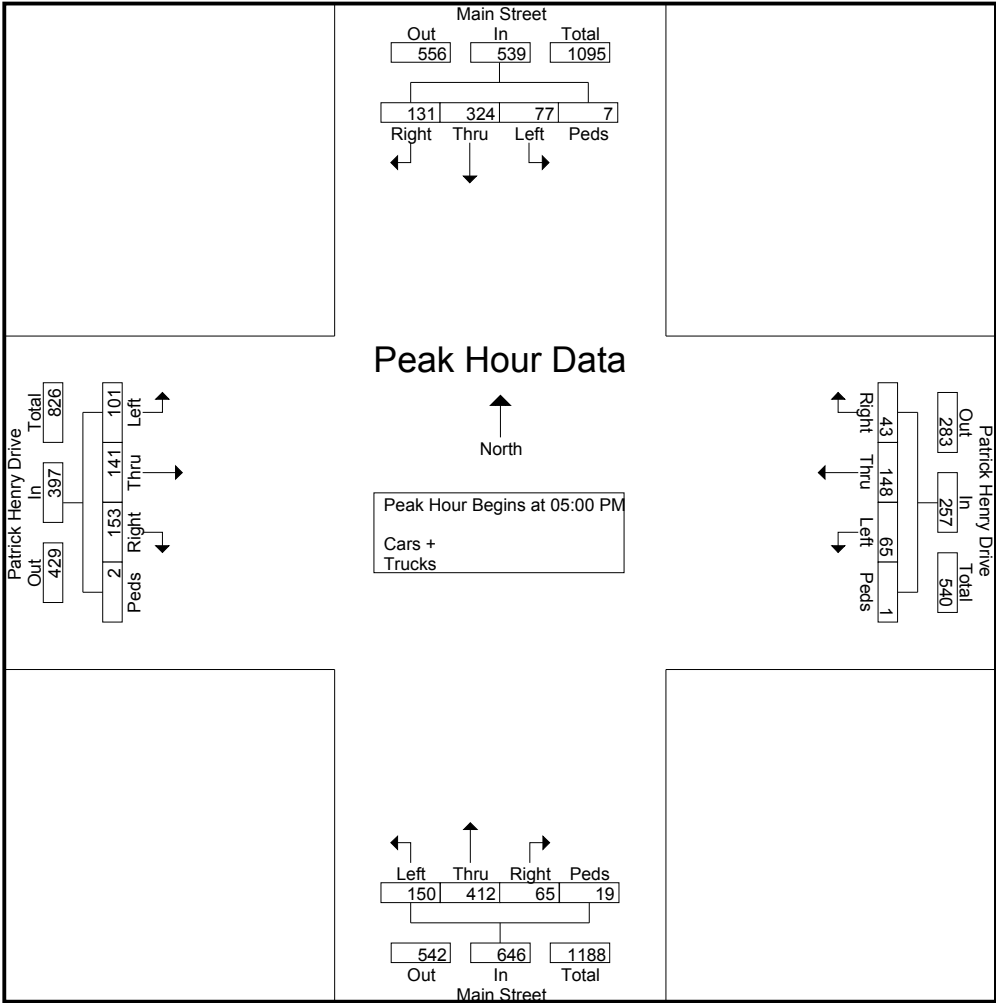 Main Street
Out In Total
556 539 1095
131 324 77 7
Right Thru Left Peds
Peak Hour Data
North
Peak Hour Begins at 05:00 PM
Cars +
Trucks
Patrick Henry Drive
Out In Total
429 397 826
Left Thru Right Peds
101 141 153 2
Patrick Henry Drive
Out In Total
283 257 540
Right Thru Left Peds
43 148 65 1
Left Thru Right Peds
150 412 65 19
542 646 1188
Out In Total
Main Street